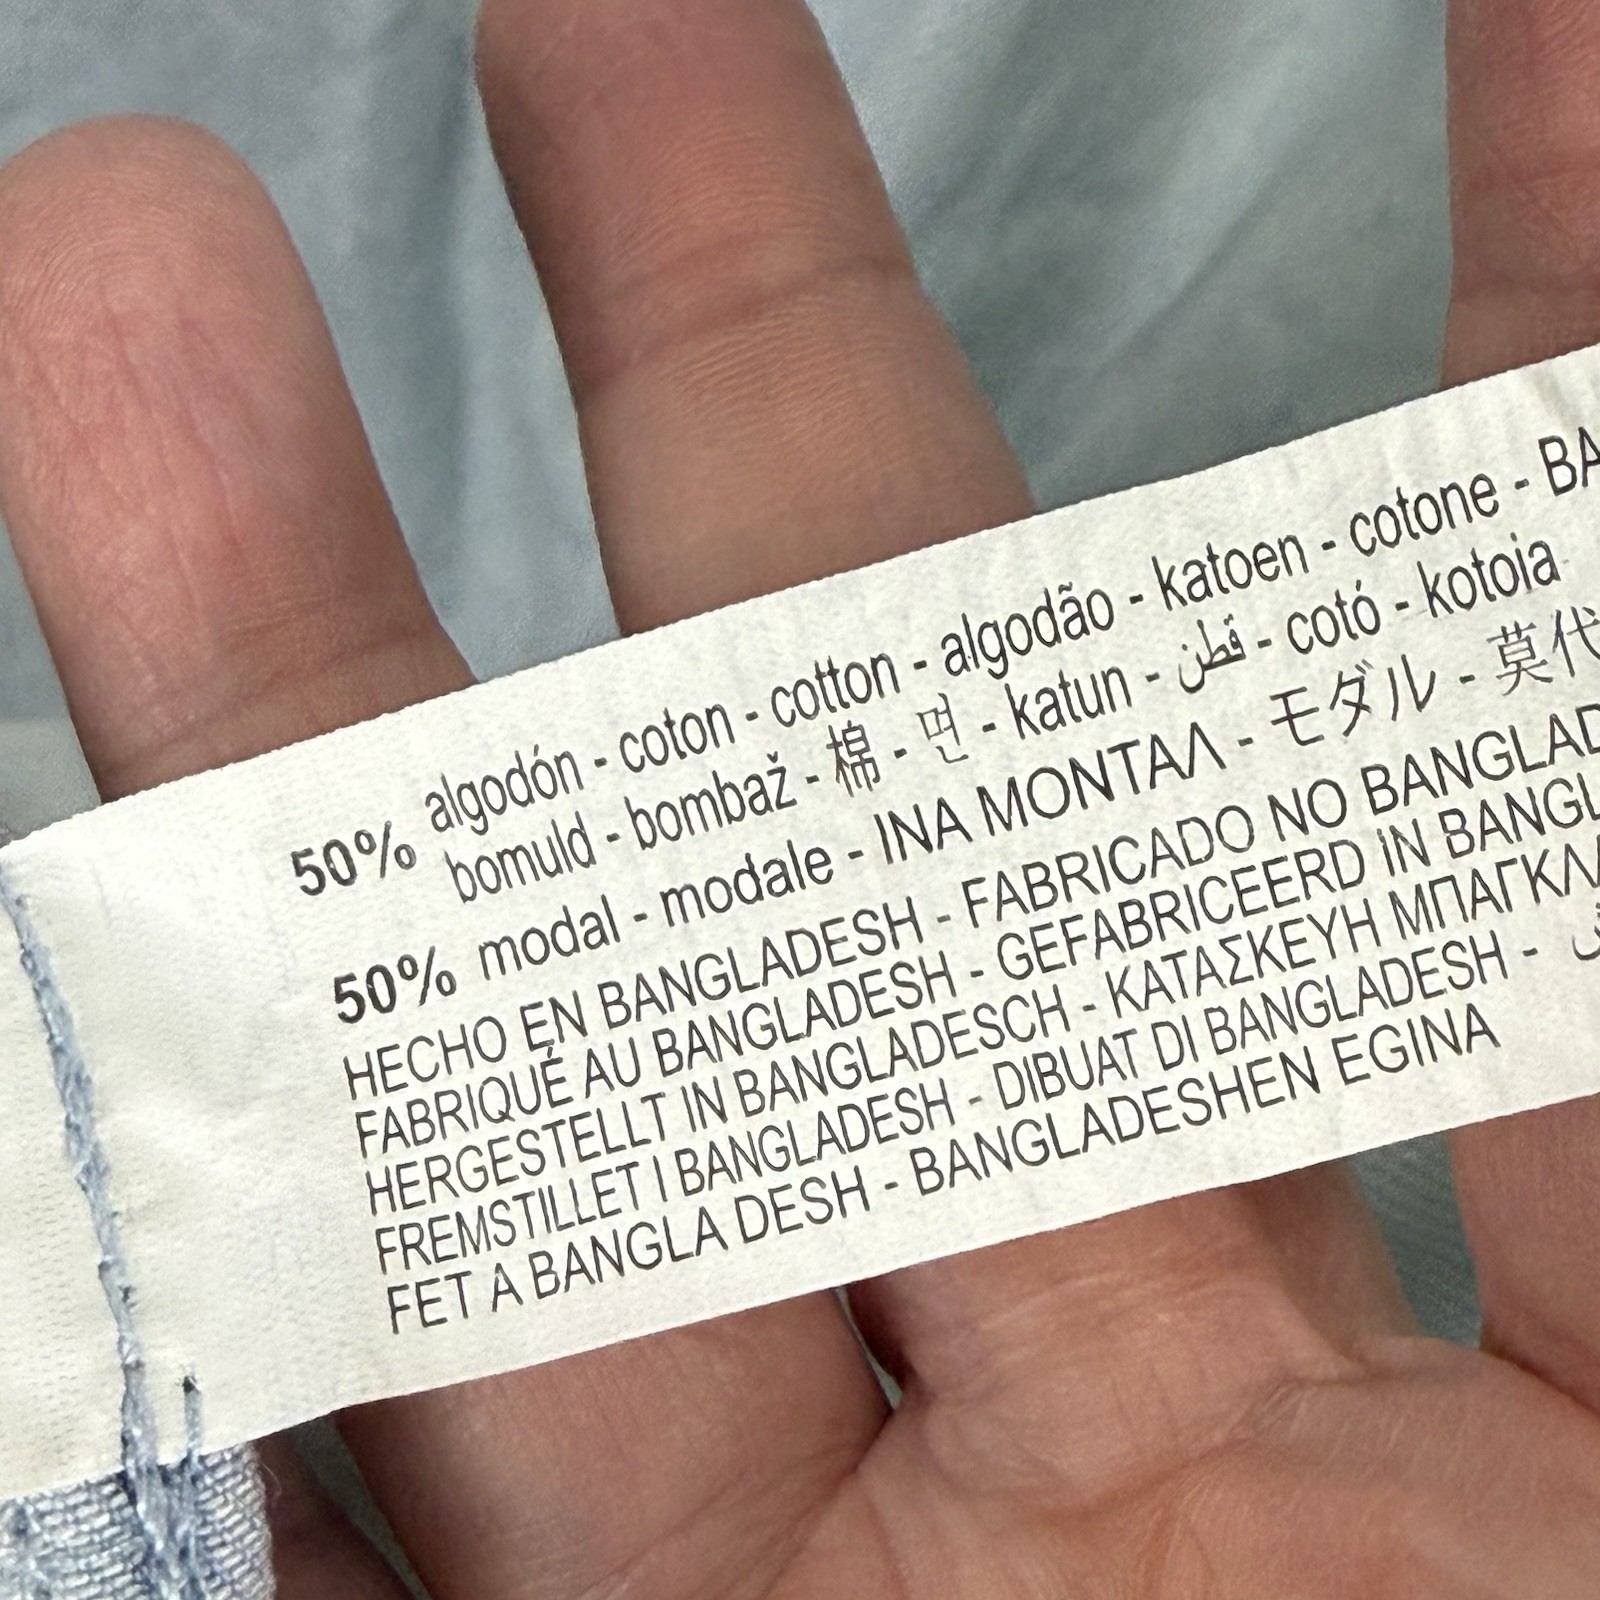 50% algodón - coton - cotton - algodão - katoen - cotone - BA
bomuld - bombaž - 棉 - 면 - katun - قطن - cotó - kotoia
50% modal - modale - ΙΝΑ ΜΟΝΤΑΛ - モダル - 莫代
HECHO EN BANGLADESH - FABRICADO NO BANGLAD
FABRIQUÉ AU BANGLADESH - GEFABRICEERD IN BANGL
HERGESTELLT IN BANGLADESCH - ΚΑΤΑΣΚΕΥΗ ΜΠΑΓΚΛ
FREMSTILLET I BANGLADESH - DIBUAT DI BANGLADESH -
FET A BANGLA DESH - BANGLADESHEN EGINA